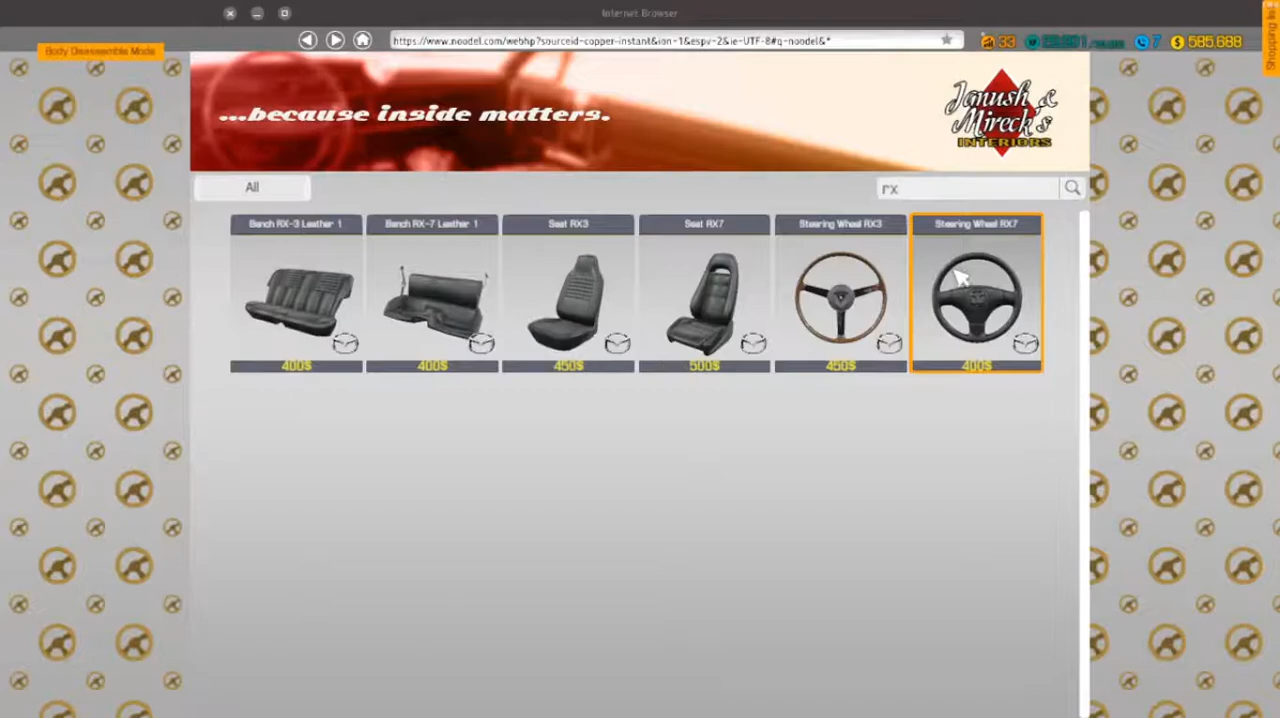 Internet Browser
https://www.noodel.com/webhp?sourceid=copper-instant&ion=1&espv=2&ie=UTF-8#q=noodel&*
33
7
585,688
Body Disassemble Mode
...because inside matters.
Janush &
Mireck's
INTERIORS
All
rx
Bench RX-3 Leather 1
Bench RX-7 Leather 1
Seat RX3
Seat RX7
Steering Wheel RX3
Steering Wheel RX7
400$
400$
450$
500$
450$
400$